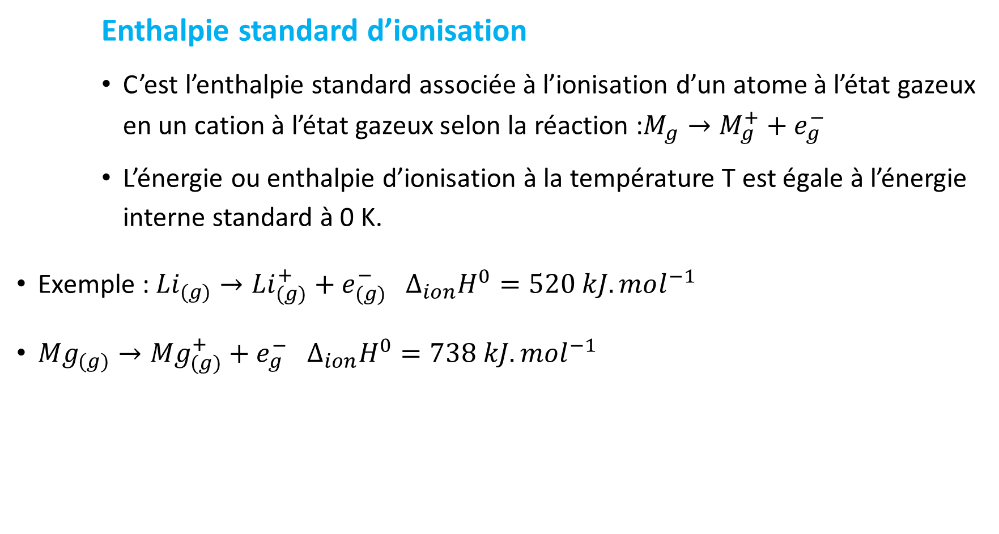 Enthalpie standard d’ionisation
• C’est l’enthalpie standard associée à l’ionisation d’un atome à l’état gazeux
en un cation à l’état gazeux selon la réaction :$M_g \rightarrow M_g^+ + e_g^-$
• L’énergie ou enthalpie d’ionisation à la température T est égale à l’énergie
interne standard à 0 K.
• Exemple : $Li_{(g)} \rightarrow Li_{(g)}^+ + e_{(g)}^- \;\; \Delta_{ion}H^0 = 520 \; kJ.mol^{-1}$
• $Mg_{(g)} \rightarrow Mg_{(g)}^+ + e_g^- \;\; \Delta_{ion}H^0 = 738 \; kJ.mol^{-1}$